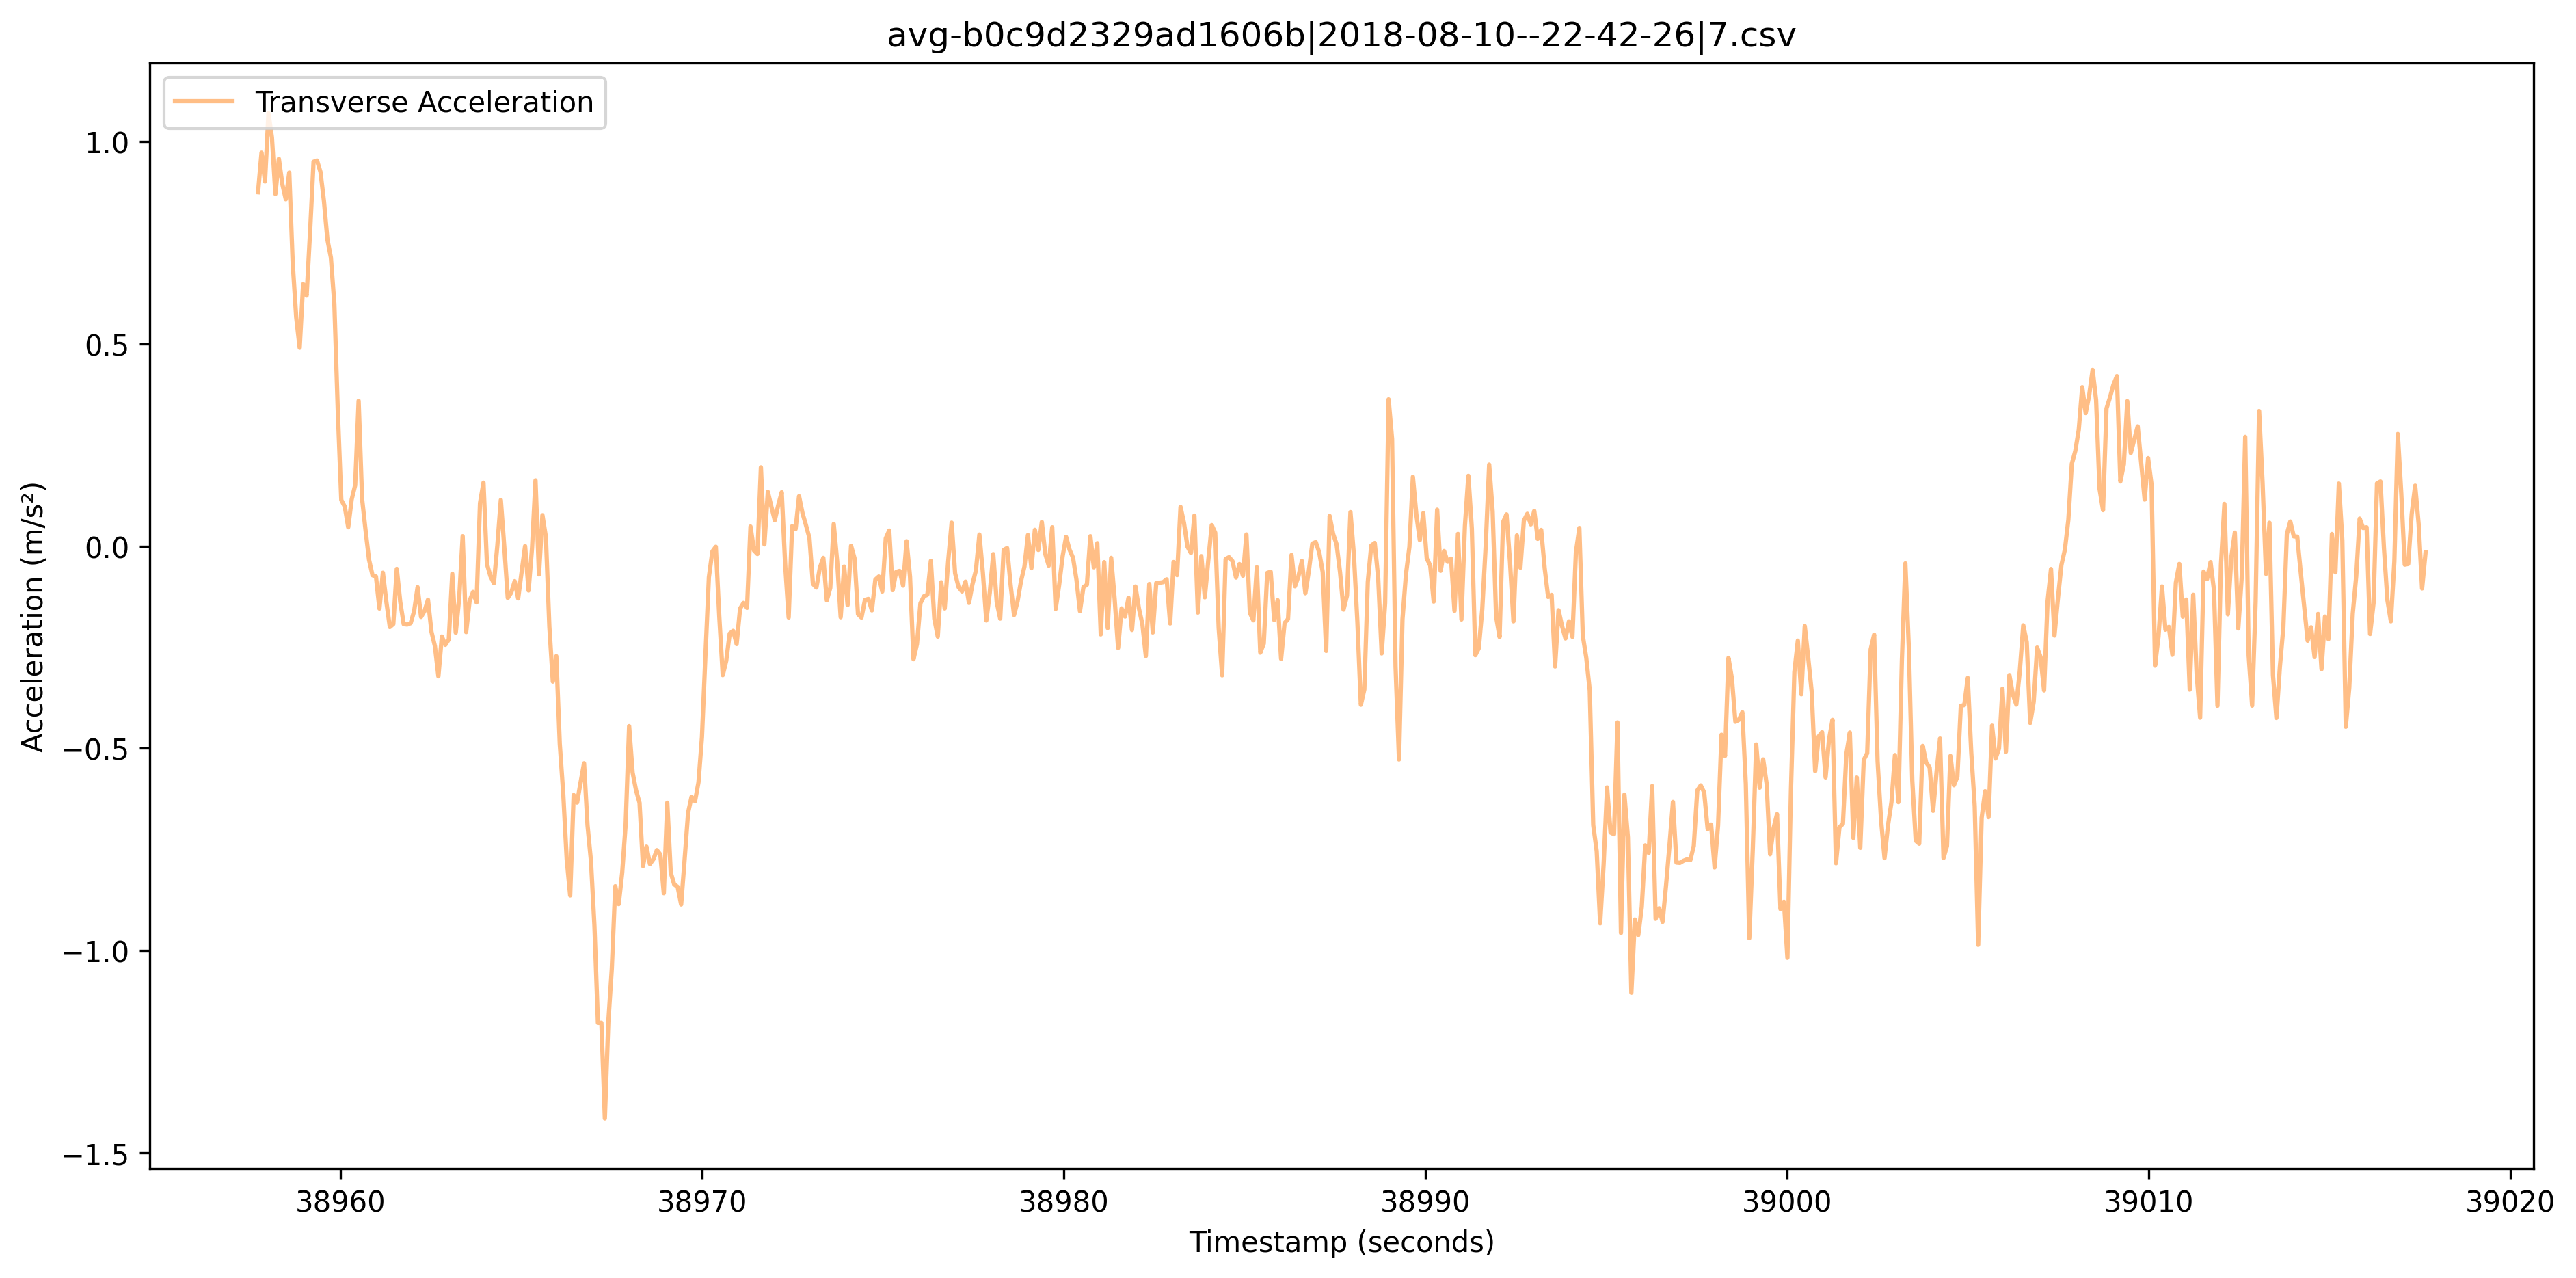 avg-b0c9d2329ad1606b|2018-08-10--22-42-26|7.csv
Transverse Acceleration
1.0
0.5
0.0
−0.5
−1.0
−1.5
Acceleration (m/s²)
38960 38970 38980 38990 39000 39010 39020
Timestamp (seconds)